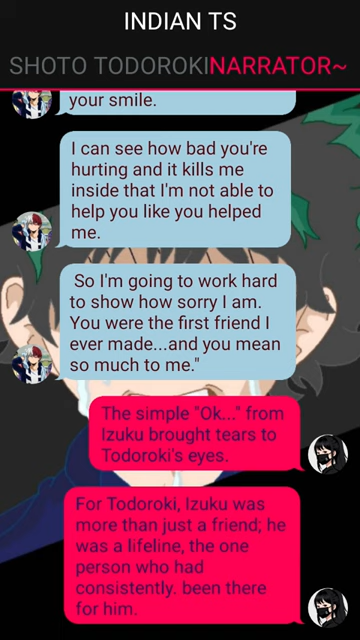 INDIAN TS
SHOTO TODOROKI NARRATOR~
your smile.
I can see how bad you're
hurting and it kills me
inside that I'm not able to
help you like you helped
me.
So I'm going to work hard
to show how sorry I am.
You were the first friend I
ever made...and you mean
so much to me."
The simple "Ok..." from
Izuku brought tears to
Todoroki's eyes.
For Todoroki, Izuku was
more than just a friend; he
was a lifeline, the one
person who had
consistently. been there
for him.